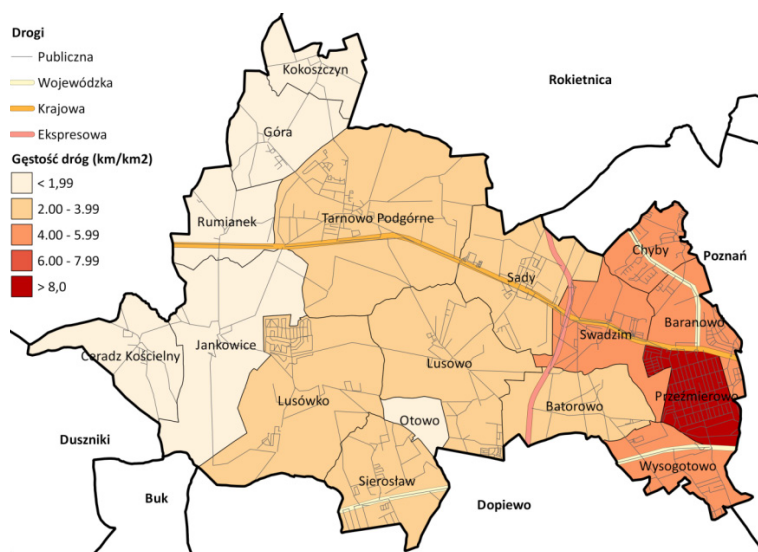 Drogi
Publiczna
Wojewódzka
Krajowa
Ekspresowa
Gęstość dróg (km/km2)
< 1,99
2.00 - 3.99
4.00 - 5.99
6.00 - 7.99
> 8,0
Kokoszczyn
Rokietnica
Góra
Rumianek
Tarnowo Podgórne
Chyby
Poznań
Sady
Baranowo
Swadzim
Ceradz Kościelny
Jankowice
Lusowo
Przeźmierowo
Lusówko
Batorowo
Otowo
Duszniki
Wysogotowo
Sierosław
Buk
Dopiewo